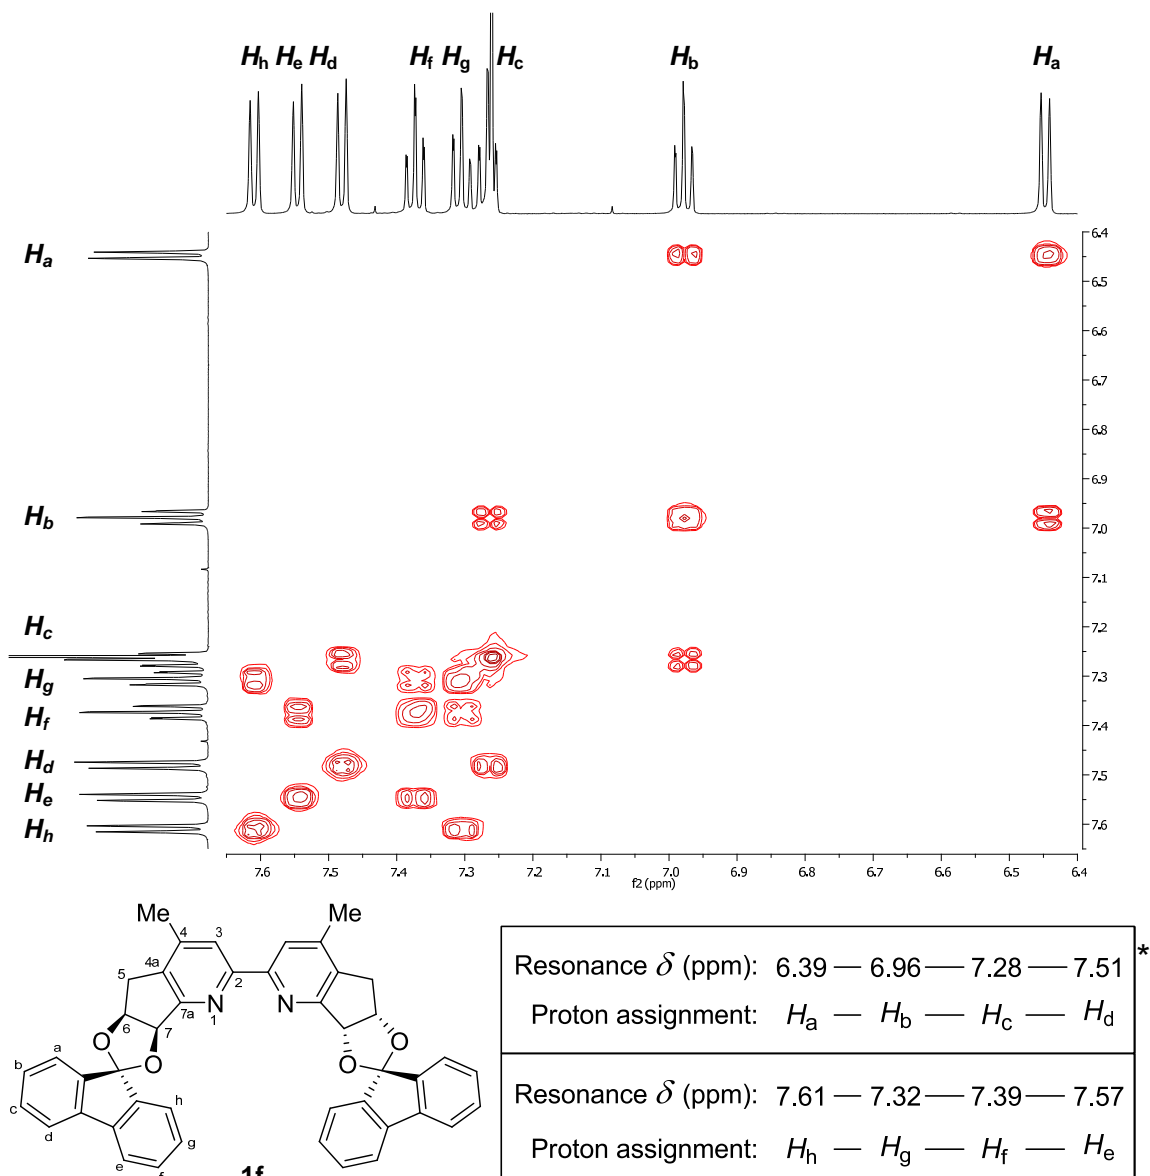 Hh He Hd Hf Hg Hc Hb Ha
Ha
Hb
Hc
Hg
Hf
Hd
He
Hh
6.4
6.5
6.6
6.7
6.8
6.9
7.0
7.1
7.2
7.3
7.4
7.5
7.6
7.6 7.5 7.4 7.3 7.2 7.1 7.0 6.9 6.8 6.7 6.6 6.5 6.4
f2 (ppm)
Me Me
4 3
4a
5
2
7a
N N
1
6 7
O O O O
a
b
c
d
h
g
e
f
1f
Resonance δ (ppm): 6.39 — 6.96 — 7.28 — 7.51 *
Proton assignment: Ha — Hb — Hc — Hd
Resonance δ (ppm): 7.61 — 7.32 — 7.39 — 7.57
Proton assignment: Hh — Hg — Hf — He